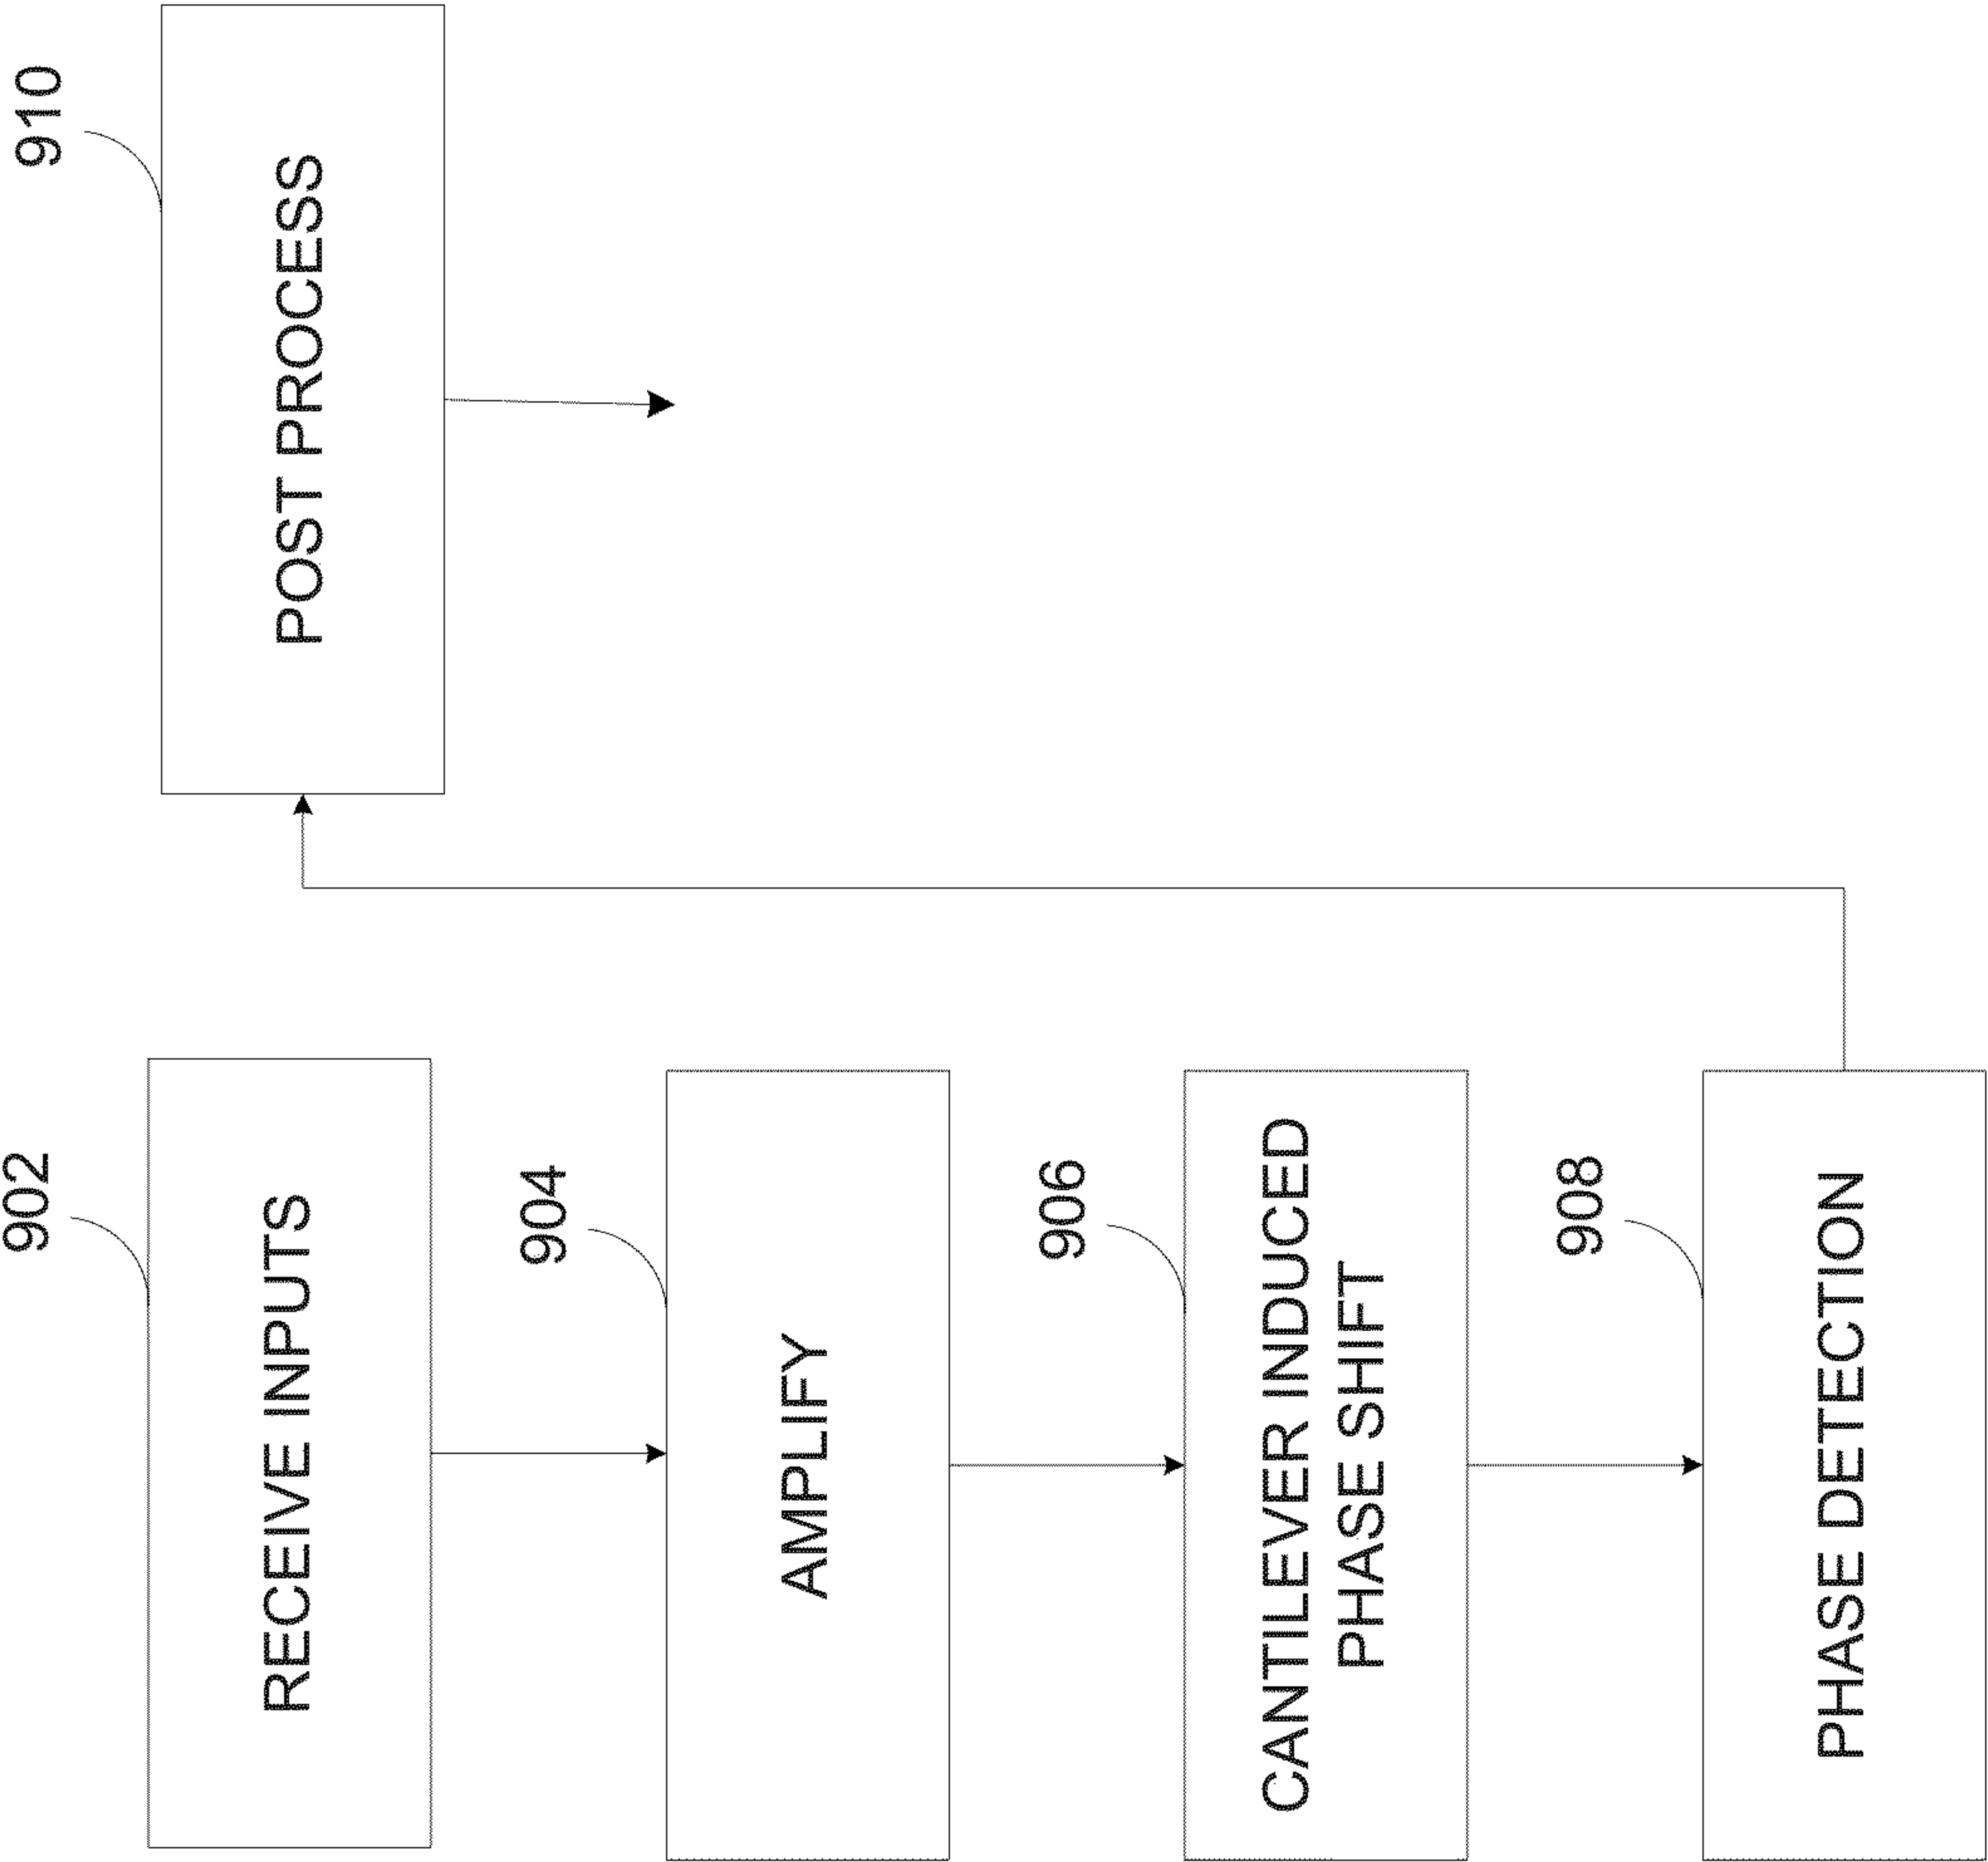 902
RECEIVE INPUTS
904
AMPLIFY
906
CANTILEVER INDUCED
PHASE SHIFT
908
PHASE DETECTION
910
POST PROCESS